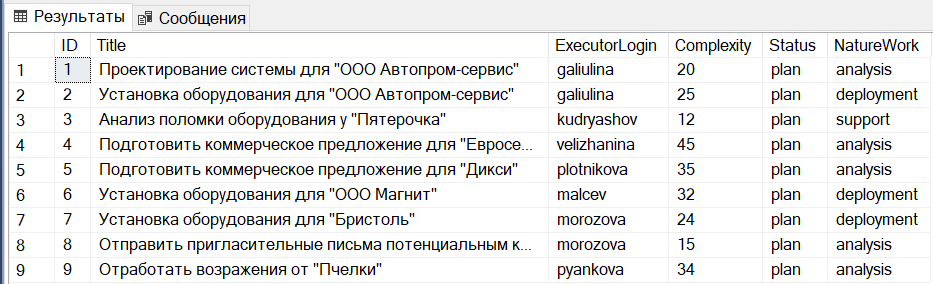 Результаты Сообщения
ID Title ExecutorLogin Complexity Status NatureWork
1 1 Проектирование системы для "ООО Автопром-сервис" galiulina 20 plan analysis
2 2 Установка оборудования для "ООО Автопром-сервис" galiulina 25 plan deployment
3 3 Анализ поломки оборудования у "Пятерочка" kudryashov 12 plan support
4 4 Подготовить коммерческое предложение для "Евросе... velizhanina 45 plan analysis
5 5 Подготовить коммерческое предложение для "Дикси" plotnikova 35 plan analysis
6 6 Установка оборудования для "ООО Магнит" malcev 32 plan deployment
7 7 Установка оборудования для "Бристоль" morozova 24 plan deployment
8 8 Отправить пригласительные письма потенциальным к... morozova 15 plan analysis
9 9 Отработать возражения от "Пчелки" pyankova 34 plan analysis